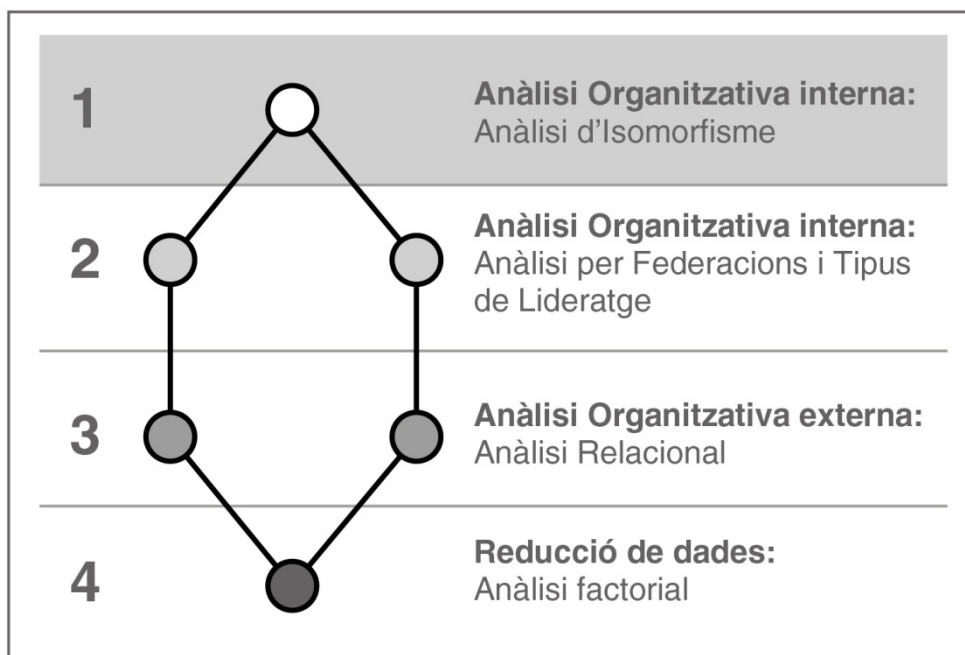 1
Anàlisi Organitzativa interna:
Anàlisi d'Isomorfisme
2
Anàlisi Organitzativa interna:
Anàlisi per Federacions i Tipus
de Lideratge
3
Anàlisi Organitzativa externa:
Anàlisi Relacional
4
Reducció de dades:
Anàlisi factorial